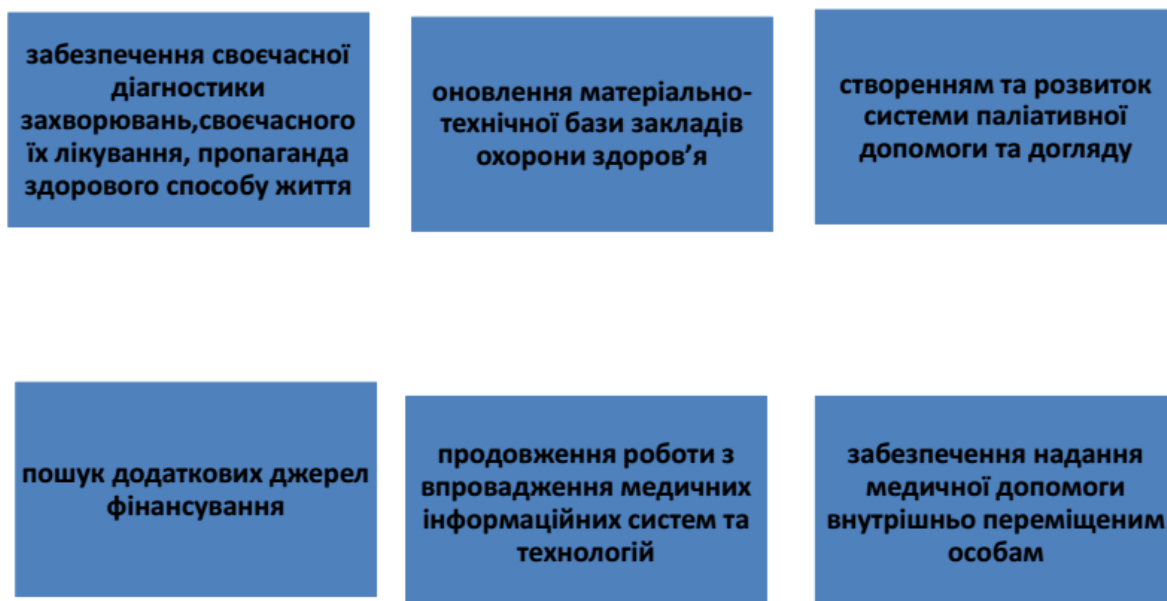 забезпечення своєчасної
діагностики
захворювань,своєчасного
їх лікування, пропаганда
здорового способу життя
оновлення матеріально-
технічної бази закладів
охорони здоров’я
створенням та розвиток
системи паліативної
допомоги та догляду
пошук додаткових джерел
фінансування
продовження роботи з
впровадження медичних
інформаційних систем та
технологій
забезпечення надання
медичної допомоги
внутрішньо переміщеним
особам